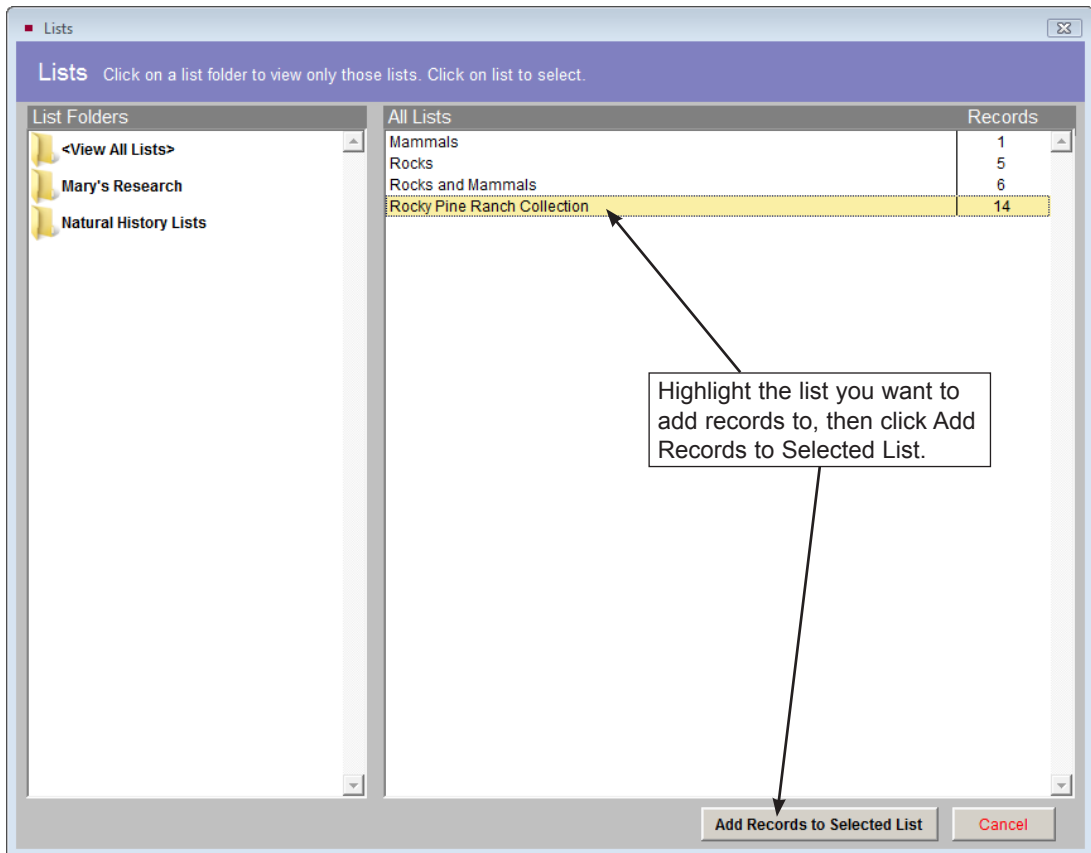 Lists
Lists Click on a list folder to view only those lists. Click on list to select.
List Folders
<View All Lists>
Mary's Research
Natural History Lists
All Lists Records
Mammals 1
Rocks 5
Rocks and Mammals 6
Rocky Pine Ranch Collection 14
Highlight the list you want to
add records to, then click Add
Records to Selected List.
Add Records to Selected List Cancel